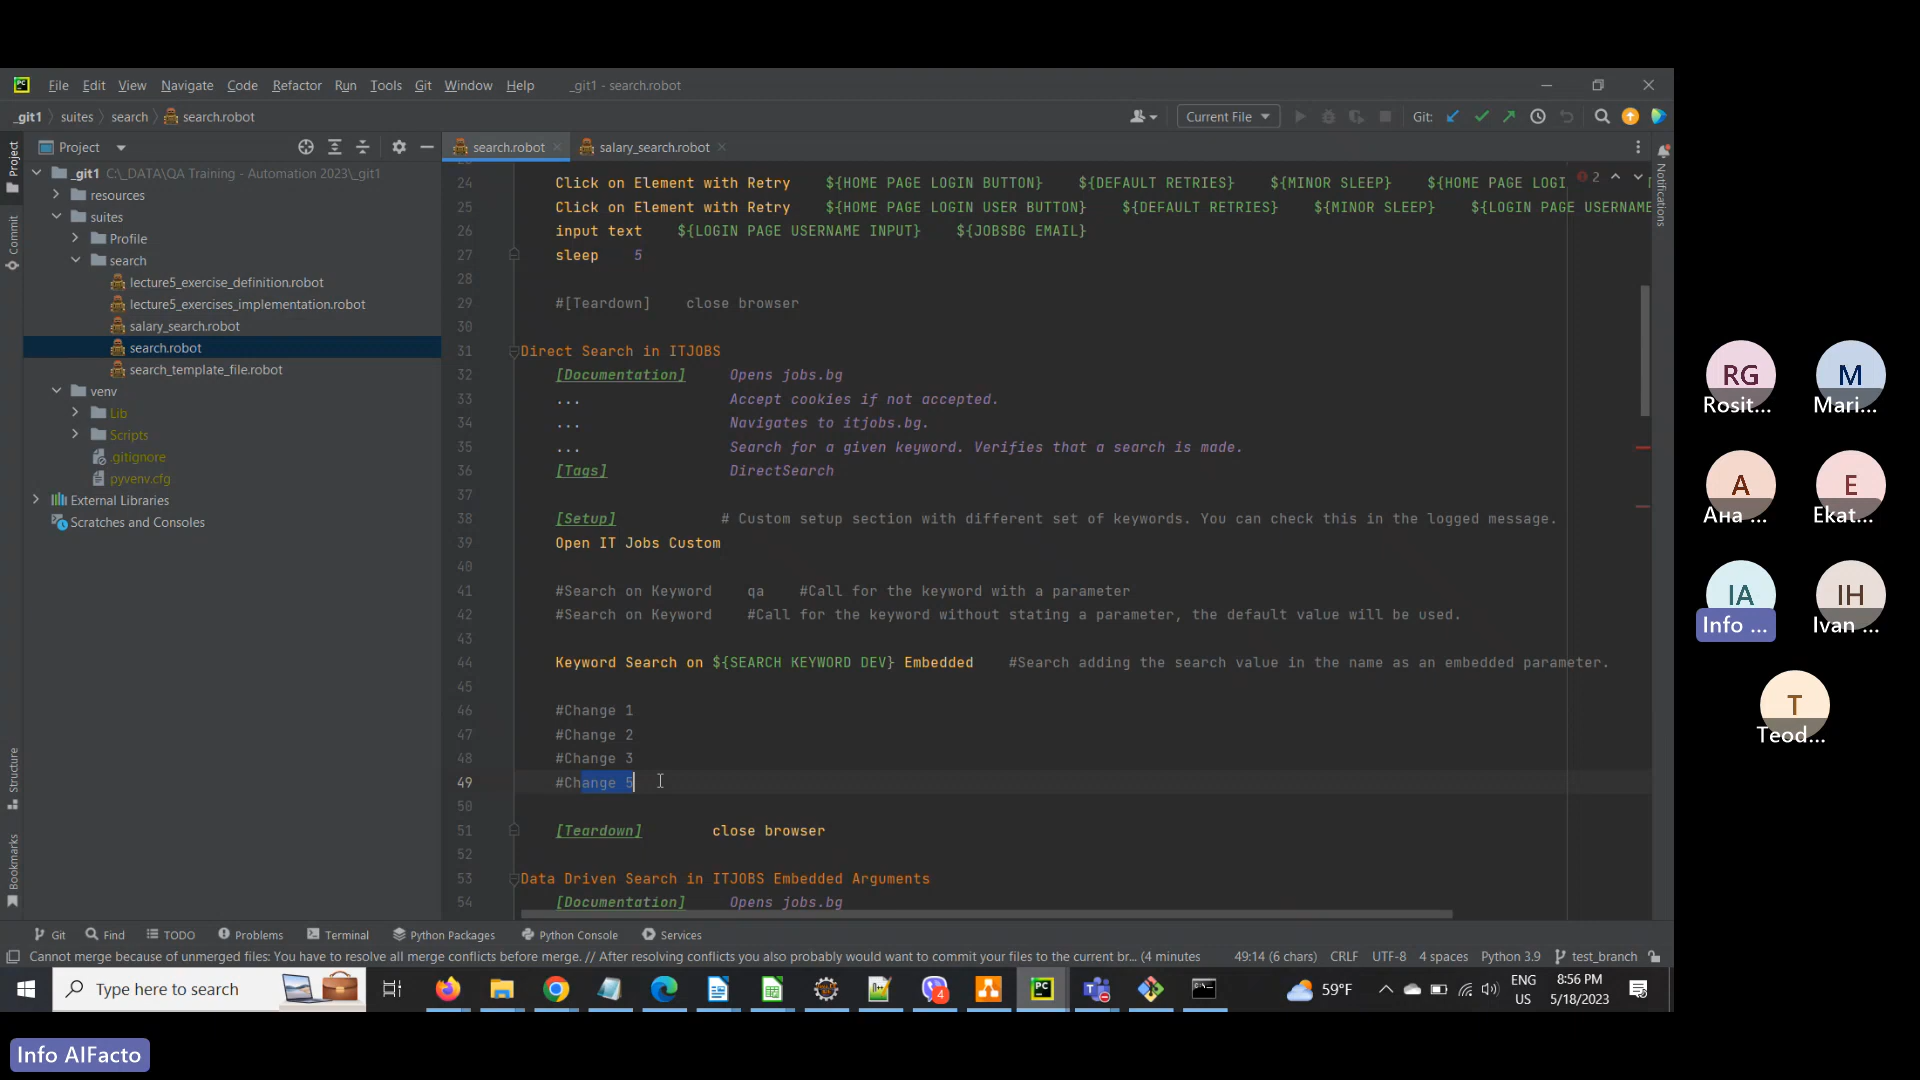 File Edit View Navigate Code Refactor Run Tools Git Window Help _git1 - search.robot
_git1 suites search search.robot Current File Git:
Project
Commit
Structure
Bookmarks
Notifications
Project
_git1 C:\_DATA\QA Training - Automation 2023\_git1
resources
suites
Profile
search
lecture5_exercise_definition.robot
lecture5_exercises_implementation.robot
salary_search.robot
search.robot
search_template_file.robot
venv
Lib
Scripts
.gitignore
pyvenv.cfg
External Libraries
Scratches and Consoles
search.robot salary_search.robot
2
24 Click on Element with Retry ${HOME PAGE LOGIN BUTTON} ${DEFAULT RETRIES} ${MINOR SLEEP} ${HOME PAGE LOGI
25 Click on Element with Retry ${HOME PAGE LOGIN USER BUTTON} ${DEFAULT RETRIES} ${MINOR SLEEP} ${LOGIN PAGE USERNAME
26 input text ${LOGIN PAGE USERNAME INPUT} ${JOBSBG EMAIL}
27 sleep 5
28
29 #[Teardown] close browser
30
31 Direct Search in ITJOBS
32 [Documentation] Opens jobs.bg
33 ... Accept cookies if not accepted.
34 ... Navigates to itjobs.bg.
35 ... Search for a given keyword. Verifies that a search is made.
36 [Tags] DirectSearch
37
38 [Setup] # Custom setup section with different set of keywords. You can check this in the logged message.
39 Open IT Jobs Custom
40
41 #Search on Keyword qa #Call for the keyword with a parameter
42 #Search on Keyword #Call for the keyword without stating a parameter, the default value will be used.
43
44 Keyword Search on ${SEARCH KEYWORD DEV} Embedded #Search adding the search value in the name as an embedded parameter.
45
46 #Change 1
47 #Change 2
48 #Change 3
49 #Change 5
50
51 [Teardown] close browser
52
53 Data Driven Search in ITJOBS Embedded Arguments
54 [Documentation] Opens jobs.bg
Git Find TODO Problems Terminal Python Packages Python Console Services
Cannot merge because of unmerged files: You have to resolve all merge conflicts before merge. // After resolving conflicts you also probably would want to commit your files to the current br... (4 minutes 49:14 (6 chars) CRLF UTF-8 4 spaces Python 3.9 test_branch
Type here to search 4 59°F ENG US 8:56 PM 5/18/2023
RG
Rosit...
M
Mari...
A
Ана ...
E
Ekat...
IA
Info ...
IH
Ivan ...
T
Teod...
Info AIFacto